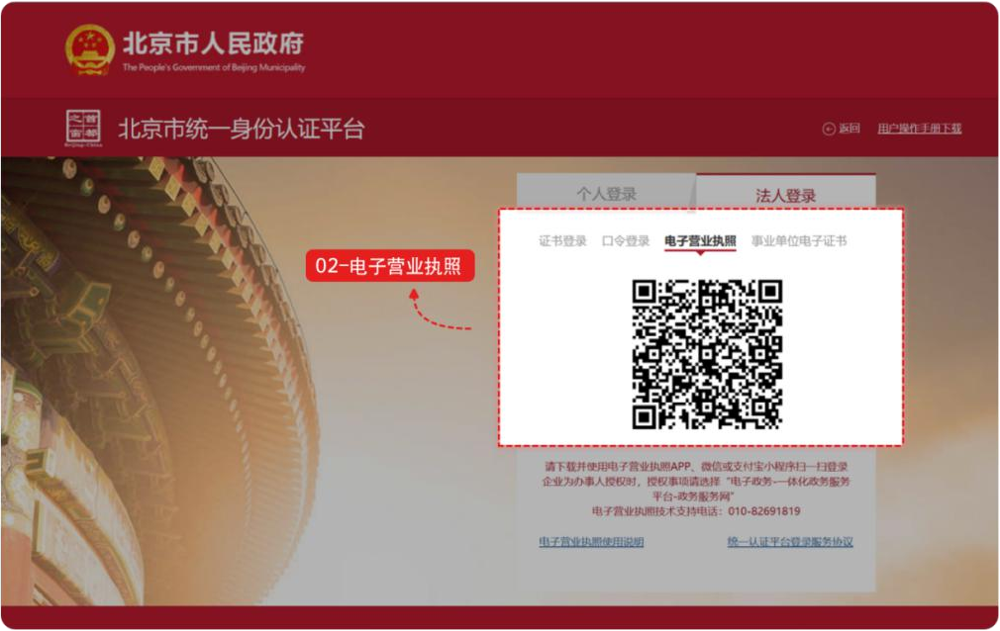 北京市人民政府
The People's Government of Beijing Municipality
首都之窗
Beijing-China
北京市统一身份认证平台
返回 用户操作手册下载
个人登录 法人登录
证书登录 口令登录 电子营业执照 事业单位电子证书
02-电子营业执照
请下载并使用电子营业执照APP、微信或支付宝小程序扫一扫登录
企业为办事人授权时，授权事项请选择“电子政务-一体化政务服务
平台-政务服务网”
电子营业执照技术支持电话：010-82691819
电子营业执照使用说明 统一认证平台登录服务协议